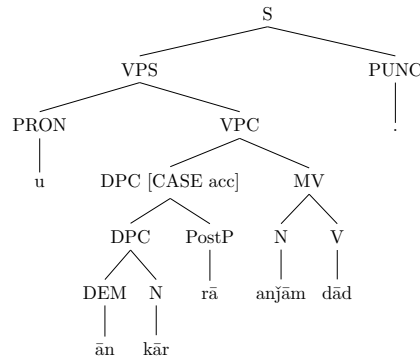 S
VPS PUNC
PRON VPC
u DPC [CASE acc] MV .
DPC PostP N V
DEM N rā anǰām dād
ān kār